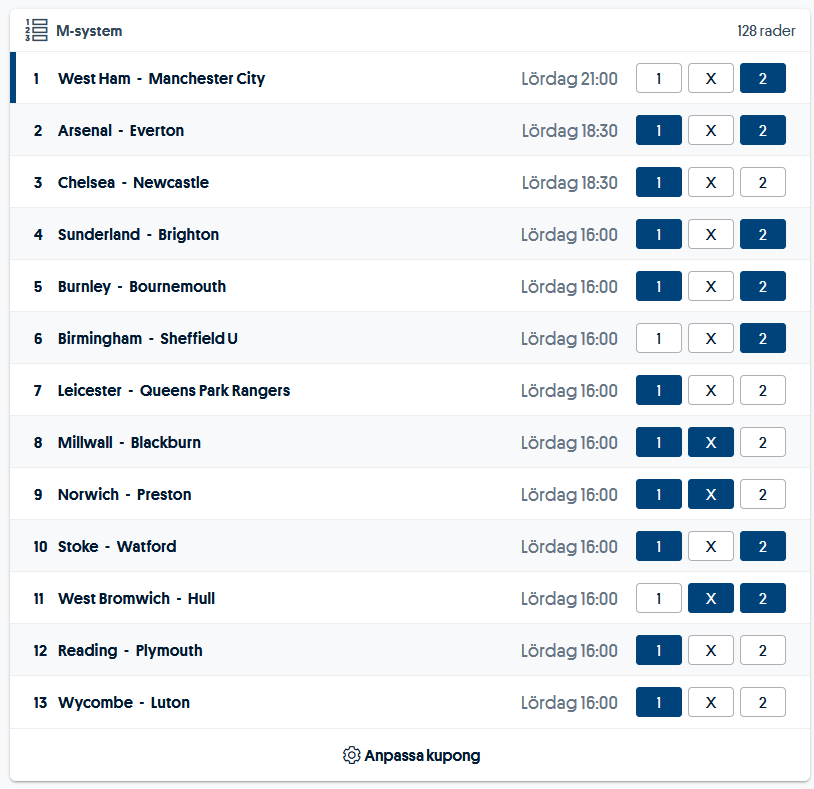 M-system 128 rader
1 West Ham - Manchester City Lördag 21:00 1 X 2
2 Arsenal - Everton Lördag 18:30 1 X 2
3 Chelsea - Newcastle Lördag 18:30 1 X 2
4 Sunderland - Brighton Lördag 16:00 1 X 2
5 Burnley - Bournemouth Lördag 16:00 1 X 2
6 Birmingham - Sheffield U Lördag 16:00 1 X 2
7 Leicester - Queens Park Rangers Lördag 16:00 1 X 2
8 Millwall - Blackburn Lördag 16:00 1 X 2
9 Norwich - Preston Lördag 16:00 1 X 2
10 Stoke - Watford Lördag 16:00 1 X 2
11 West Bromwich - Hull Lördag 16:00 1 X 2
12 Reading - Plymouth Lördag 16:00 1 X 2
13 Wycombe - Luton Lördag 16:00 1 X 2
Anpassa kupong